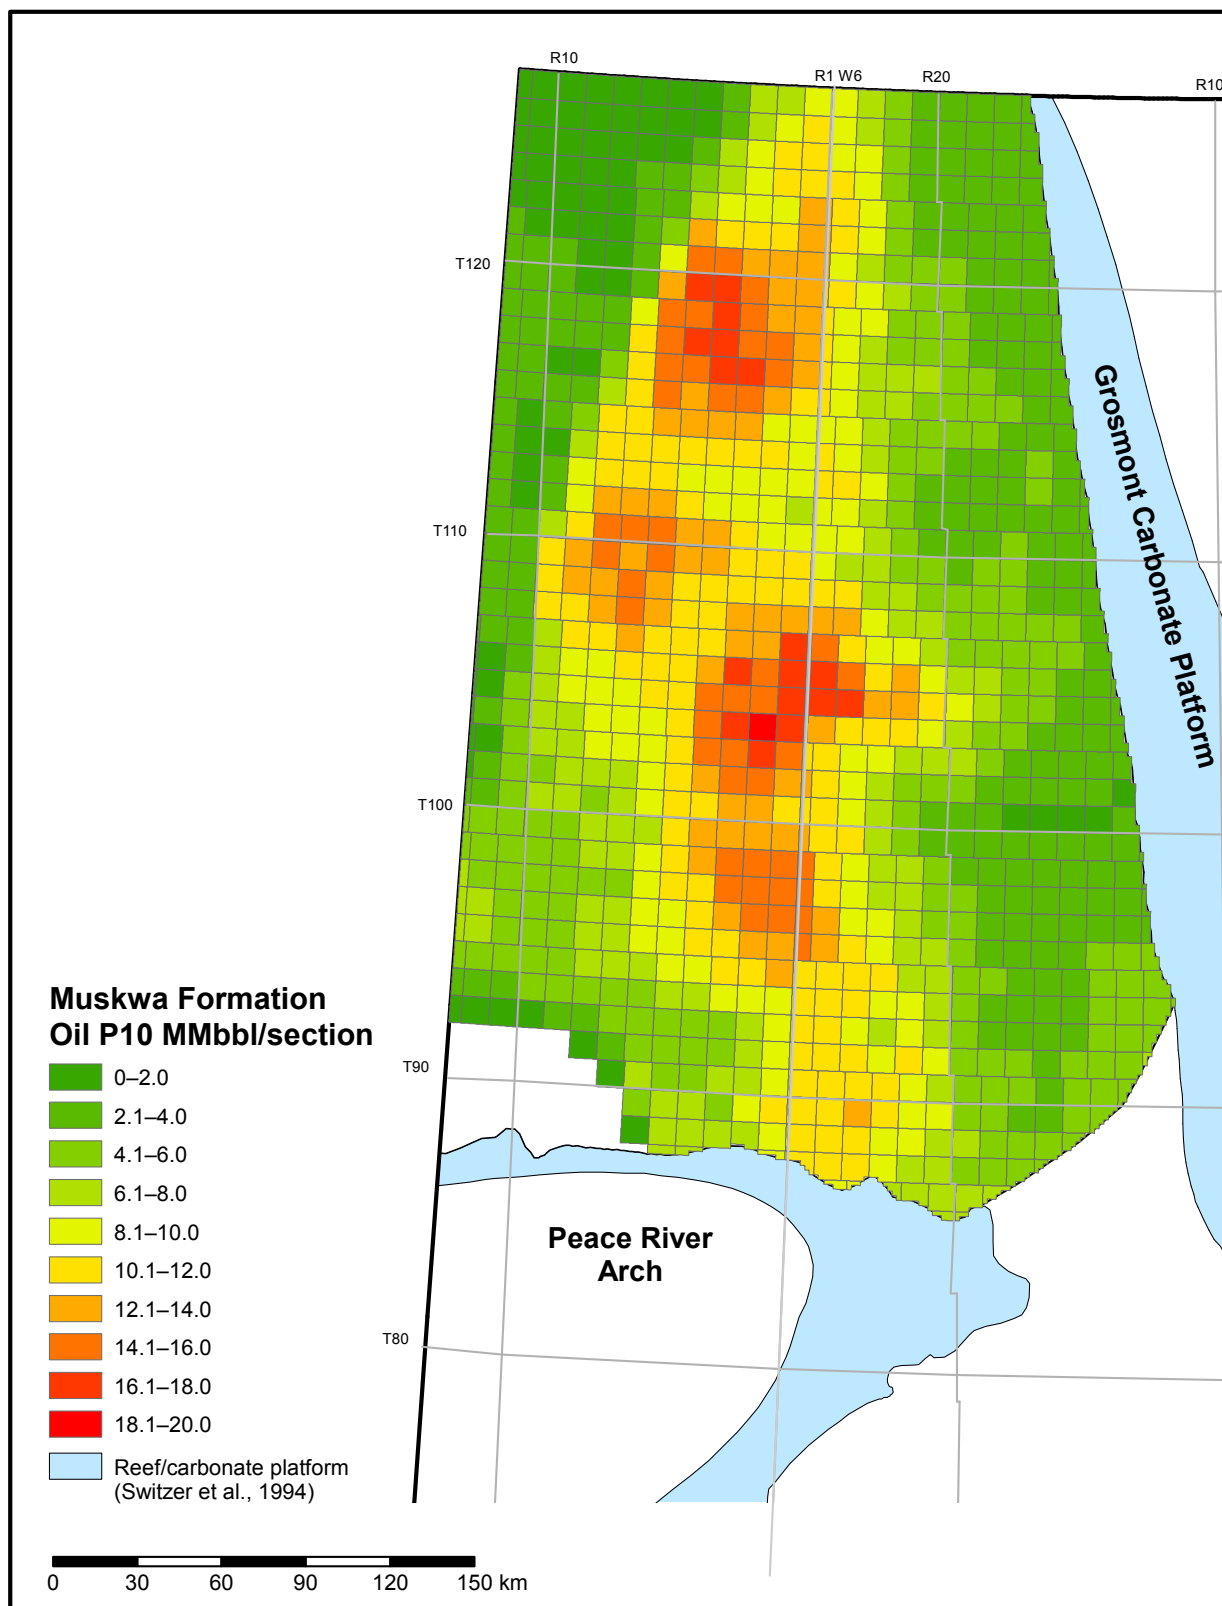 R10
R1 W6
R20
R10
T120
T110
T100
T90
T80
Grosmont Carbonate Platform
Peace River
Arch
Muskwa Formation
Oil P10 MMbbl/section
0–2.0
2.1–4.0
4.1–6.0
6.1–8.0
8.1–10.0
10.1–12.0
12.1–14.0
14.1–16.0
16.1–18.0
18.1–20.0
Reef/carbonate platform
(Switzer et al., 1994)
0 30 60 90 120 150 km